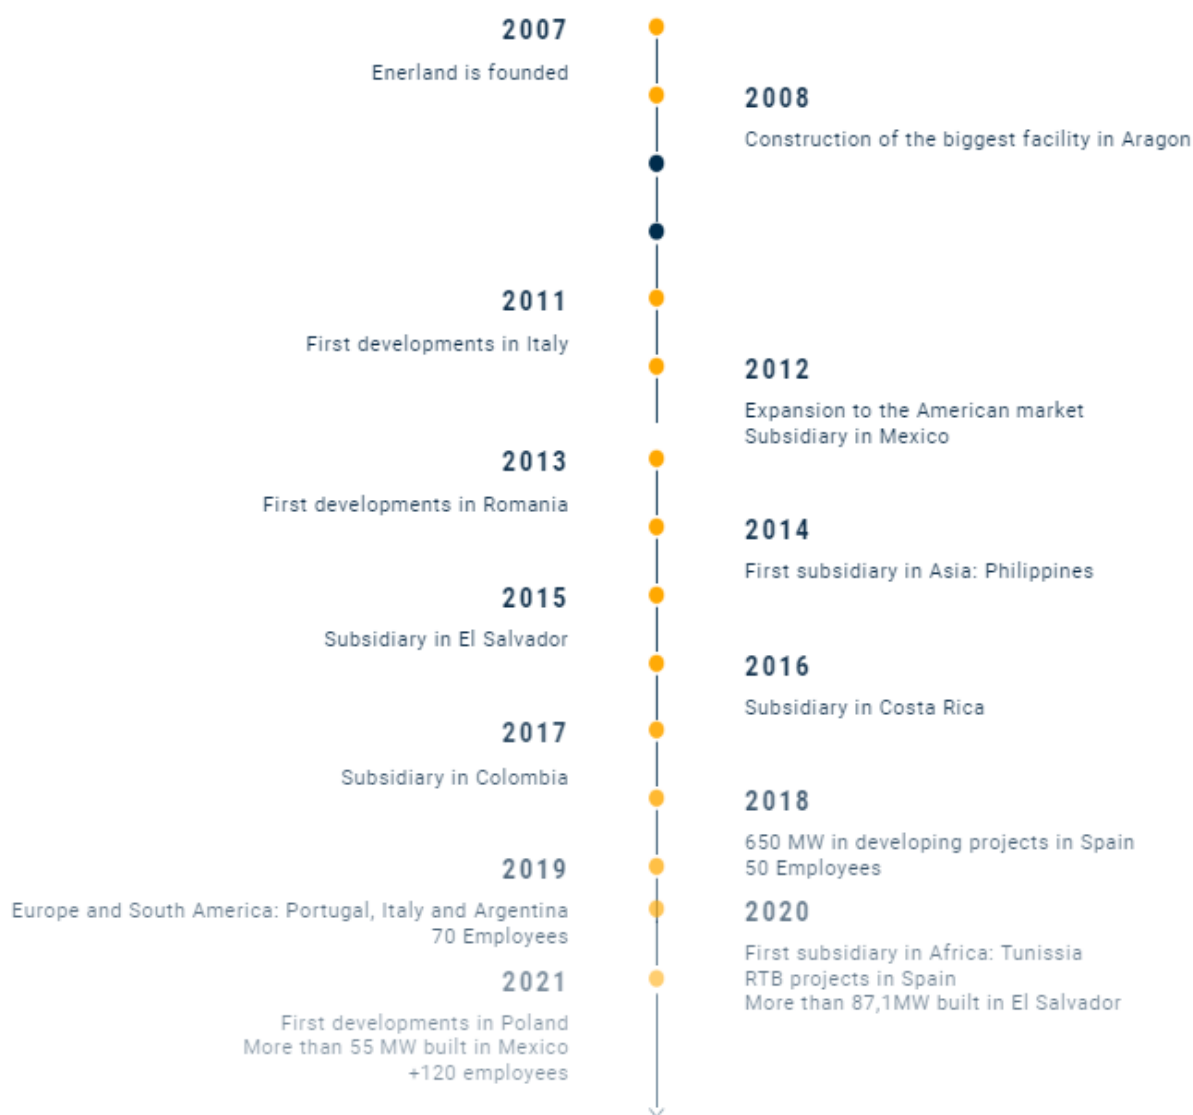 2007
Enerland is founded
2008
Construction of the biggest facility in Aragon
2011
First developments in Italy
2012
Expansion to the American market
Subsidiary in Mexico
2013
First developments in Romania
2014
First subsidiary in Asia: Philippines
2015
Subsidiary in El Salvador
2016
Subsidiary in Costa Rica
2017
Subsidiary in Colombia
2018
650 MW in developing projects in Spain
50 Employees
2019
Europe and South America: Portugal, Italy and Argentina
70 Employees
2020
First subsidiary in Africa: Tunissia
RTB projects in Spain
More than 87,1MW built in El Salvador
2021
First developments in Poland
More than 55 MW built in Mexico
+120 employees